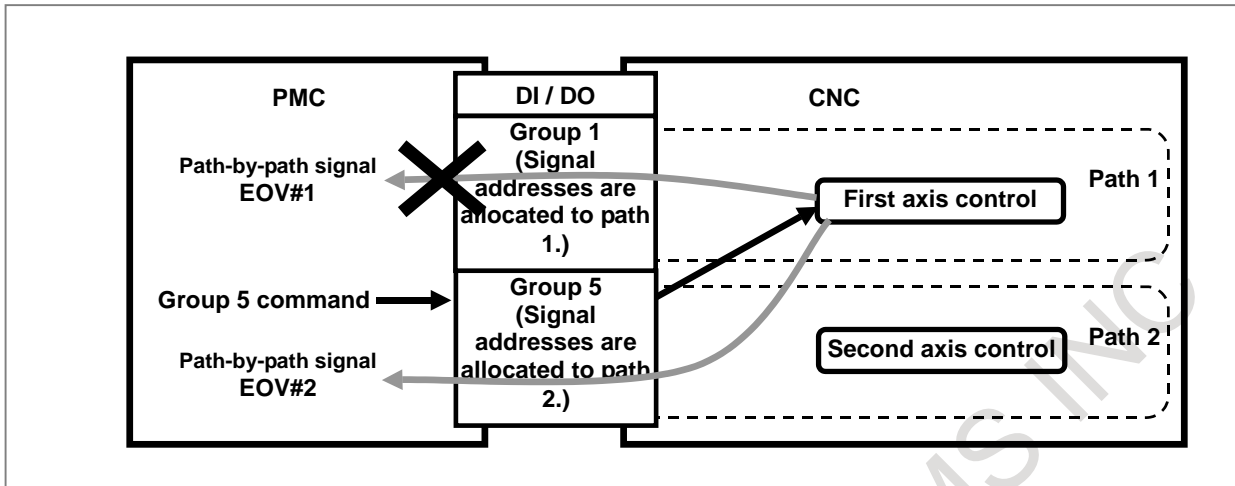 PMC
DI / DO
CNC
Group 1
(Signal
addresses are
allocated to path
1.)
Path-by-path signal
EOV#1
First axis control
Path 1
Group 5 command
Group 5
(Signal
addresses are
allocated to path
2.)
Path-by-path signal
EOV#2
Second axis control
Path 2
INC